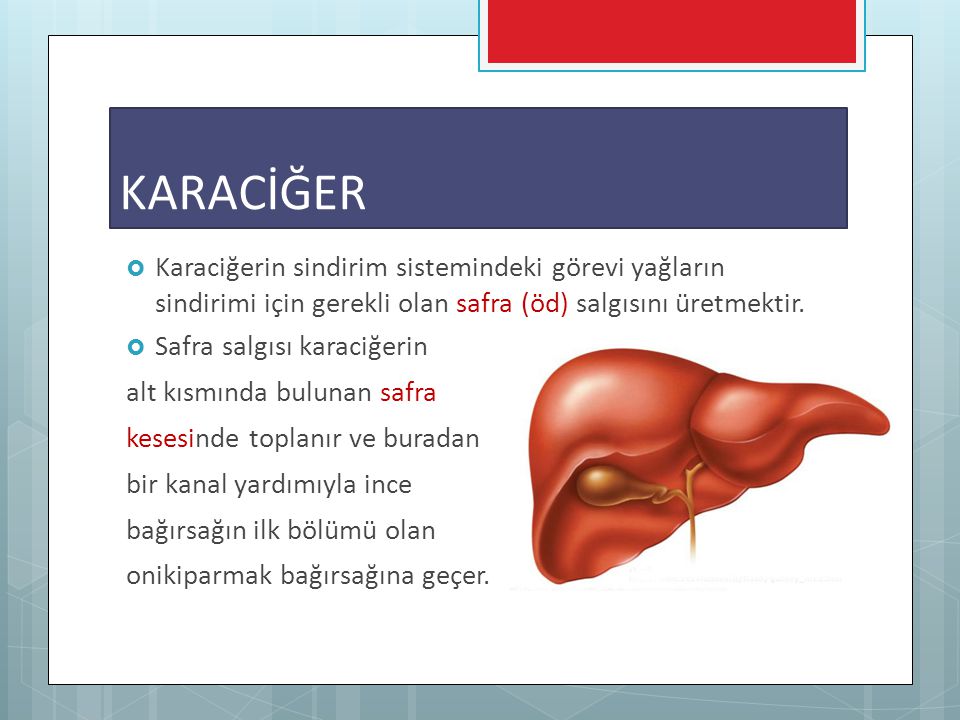 KARACİĞER
Karaciğerin sindirim sistemindeki görevi yağların
sindirimi için gerekli olan safra (öd) salgısını üretmektir.
Safra salgısı karaciğerin
alt kısmında bulunan safra
kesesinde toplanır ve buradan
bir kanal yardımıyla ince
bağırsağın ilk bölümü olan
onikiparmak bağırsağına geçer.